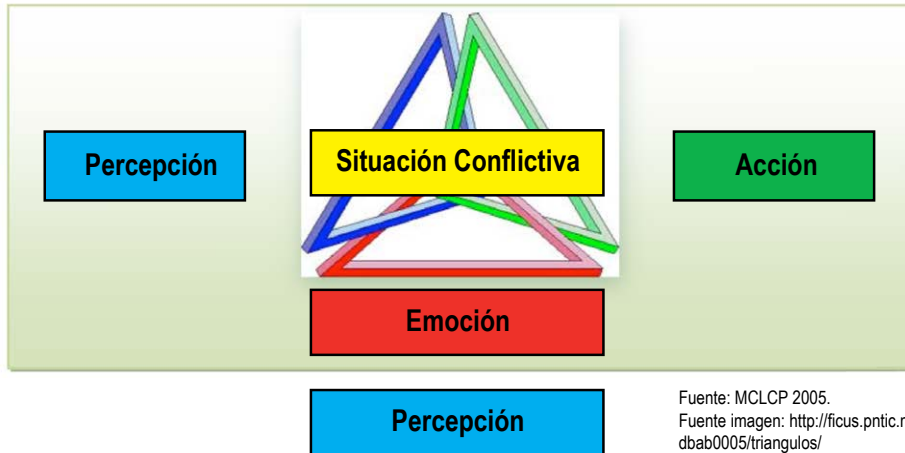 Percepción
Situación Conflictiva
Acción
Emoción
Percepción
Fuente: MCLCP 2005.
Fuente imagen: http://ficus.pntic.m
dbab0005/triangulos/